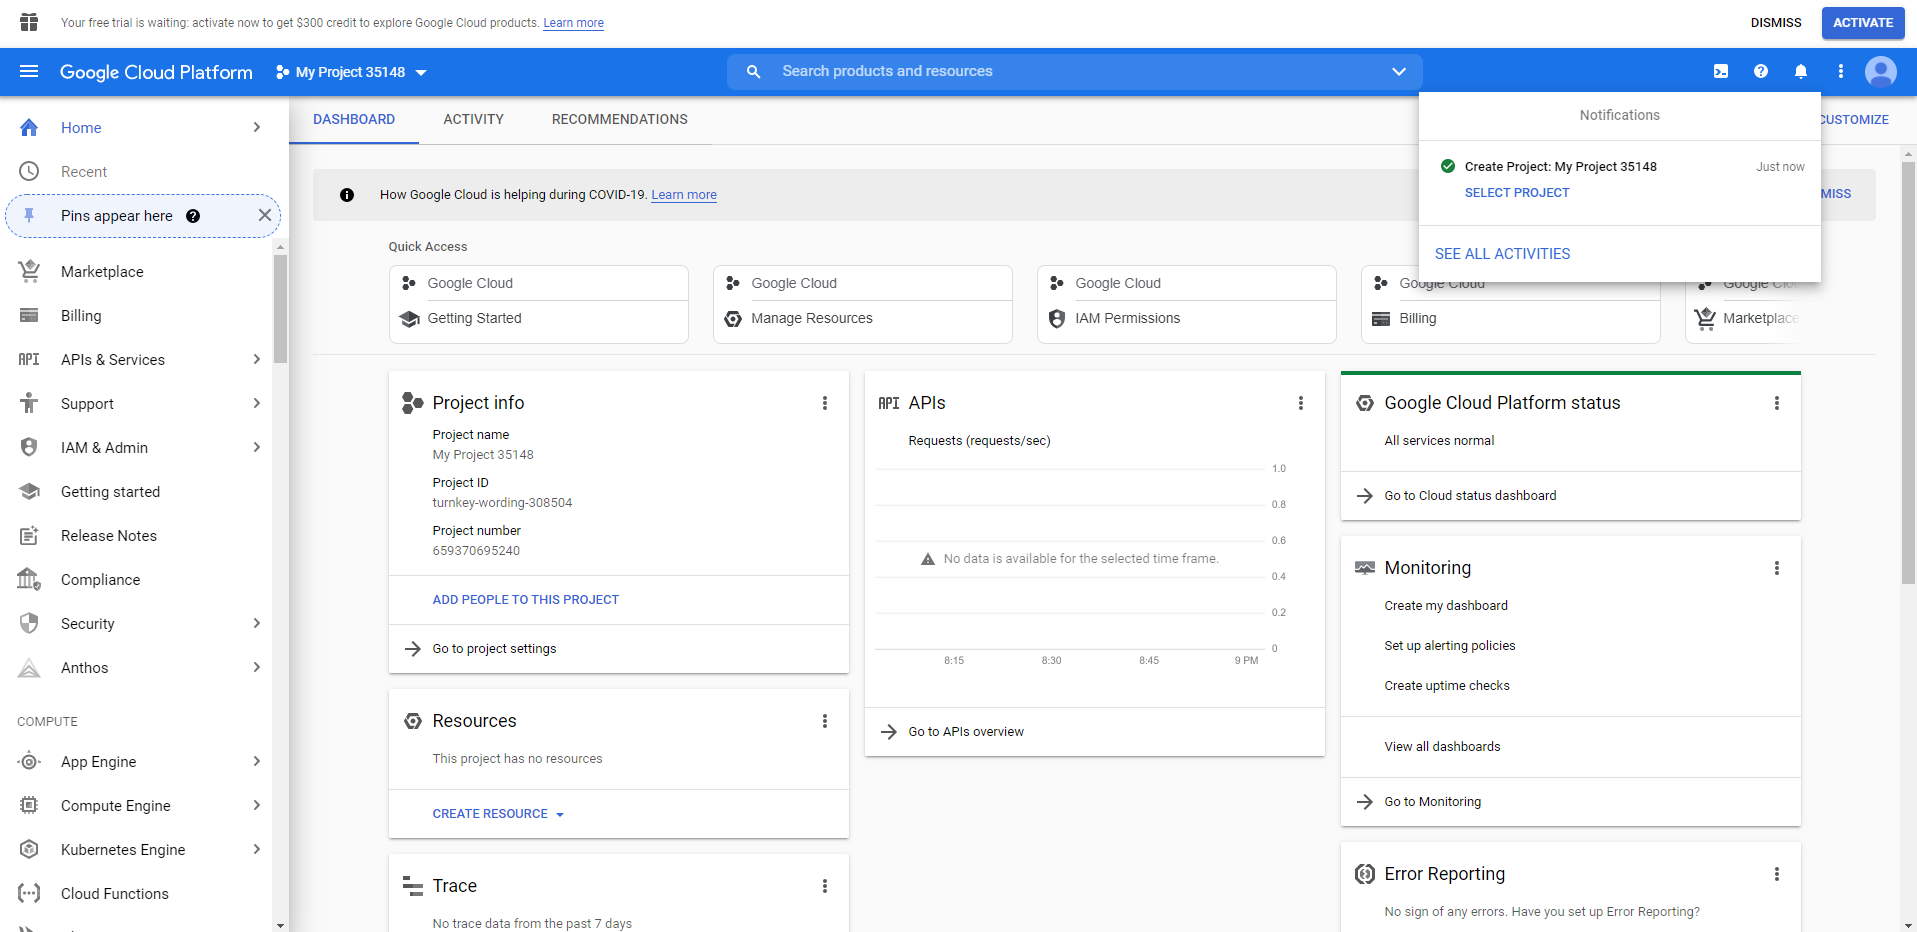 Your free trial is waiting: activate now to get $300 credit to explore Google Cloud products. Learn more
DISMISS
ACTIVATE
Google Cloud Platform
My Project 35148
Search products and resources
Home
Recent
Pins appear here
Marketplace
Billing
API APIs & Services
Support
IAM & Admin
Getting started
Release Notes
Compliance
Security
Anthos
COMPUTE
App Engine
Compute Engine
Kubernetes Engine
Cloud Functions
DASHBOARD
ACTIVITY
RECOMMENDATIONS
CUSTOMIZE
How Google Cloud is helping during COVID-19. Learn more
MISS
Notifications
Create Project: My Project 35148
Just now
SELECT PROJECT
SEE ALL ACTIVITIES
Quick Access
Google Cloud
Getting Started
Google Cloud
Manage Resources
Google Cloud
IAM Permissions
Google Cloud
Billing
Google Clou
Marketplace
Project info
Project name
My Project 35148
Project ID
turnkey-wording-308504
Project number
659370695240
ADD PEOPLE TO THIS PROJECT
Go to project settings
Resources
This project has no resources
CREATE RESOURCE
Trace
No trace data from the past 7 days
API APIs
Requests (requests/sec)
1.0
0.8
0.6
No data is available for the selected time frame.
0.4
0.2
0
8:15
8:30
8:45
9 PM
Go to APIs overview
Google Cloud Platform status
All services normal
Go to Cloud status dashboard
Monitoring
Create my dashboard
Set up alerting policies
Create uptime checks
View all dashboards
Go to Monitoring
Error Reporting
No sign of any errors. Have you set up Error Reporting?